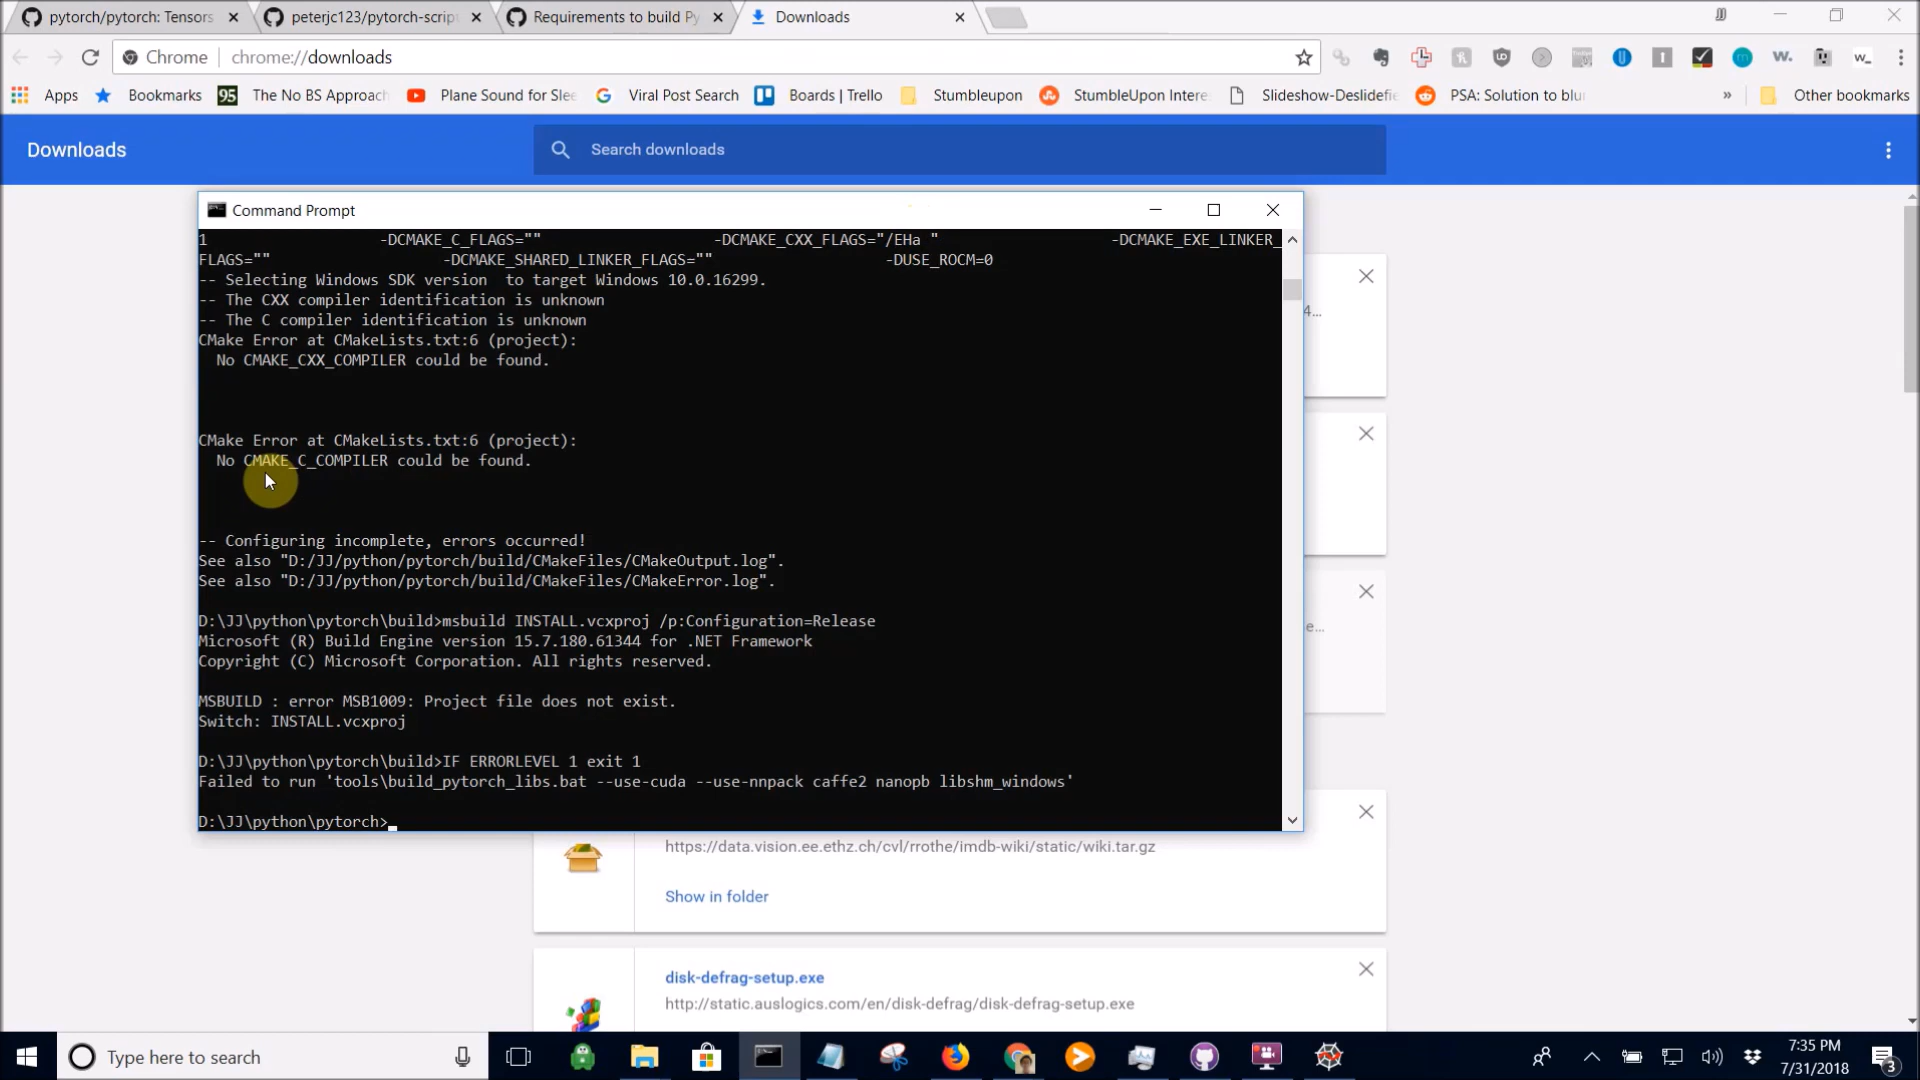 pytorch/pytorch: Tensors
peterjc123/pytorch-scrip
Requirements to build Py
Downloads
Chrome
chrome://downloads
Apps
Bookmarks
95
The No BS Approach
Plane Sound for Slee
Viral Post Search
Boards | Trello
Stumbleupon
StumbleUpon Intere
Slideshow-Deslidefie
PSA: Solution to blur
»
Other bookmarks
Downloads
Search downloads
Command Prompt
1 -DCMAKE_C_FLAGS="" -DCMAKE_CXX_FLAGS="/EHa " -DCMAKE_EXE_LINKER_
FLAGS="" -DCMAKE_SHARED_LINKER_FLAGS="" -DUSE_ROCM=0
-- Selecting Windows SDK version  to target Windows 10.0.16299.
-- The CXX compiler identification is unknown
-- The C compiler identification is unknown
CMake Error at CMakeLists.txt:6 (project):
No CMAKE_CXX_COMPILER could be found.
CMake Error at CMakeLists.txt:6 (project):
No CMAKE_C_COMPILER could be found.
-- Configuring incomplete, errors occurred!
See also "D:/JJ/python/pytorch/build/CMakeFiles/CMakeOutput.log".
See also "D:/JJ/python/pytorch/build/CMakeFiles/CMakeError.log".
D:\JJ\python\pytorch\build>msbuild INSTALL.vcxproj /p:Configuration=Release
Microsoft (R) Build Engine version 15.7.180.61344 for .NET Framework
Copyright (C) Microsoft Corporation. All rights reserved.
MSBUILD : error MSB1009: Project file does not exist.
Switch: INSTALL.vcxproj
D:\JJ\python\pytorch\build>IF ERRORLEVEL 1 exit 1
Failed to run 'tools\build_pytorch_libs.bat --use-cuda --use-nnpack caffe2 nanopb libshm_windows'
D:\JJ\python\pytorch>
4...
e...
https://data.vision.ee.ethz.ch/cvl/rrothe/imdb-wiki/static/wiki.tar.gz
Show in folder
disk-defrag-setup.exe
http://static.auslogics.com/en/disk-defrag/disk-defrag-setup.exe
Type here to search
7:35 PM
7/31/2018
3